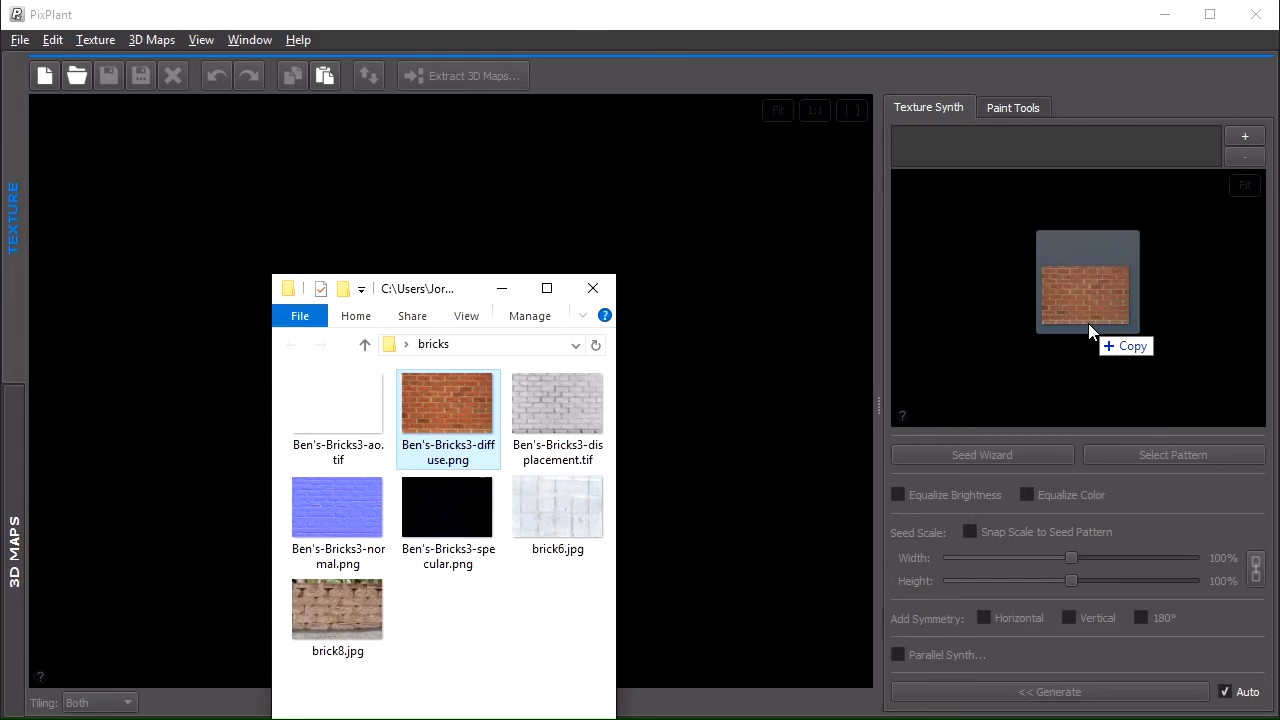 PixPlant
File Edit Texture 3D Maps View Window Help
Extract 3D Maps...
TEXTURE
3D MAPS
Fit 1:1 [ ]
Texture Synth Paint Tools
+
-
Fit
+ Copy
?
C:\Users\Jor...
File Home Share View Manage
bricks
Ben's-Bricks3-ao.
tif
Ben's-Bricks3-diff
use.png
Ben's-Bricks3-dis
placement.tif
Ben's-Bricks3-nor
mal.png
Ben's-Bricks3-spe
cular.png
brick6.jpg
brick8.jpg
Seed Wizard Select Pattern
Equalize Brightness Equalize Color
Seed Scale: Snap Scale to Seed Pattern
Width: 100%
Height: 100%
Add Symmetry: Horizontal Vertical 180°
Parallel Synth...
<< Generate Auto
?
Tiling: Both